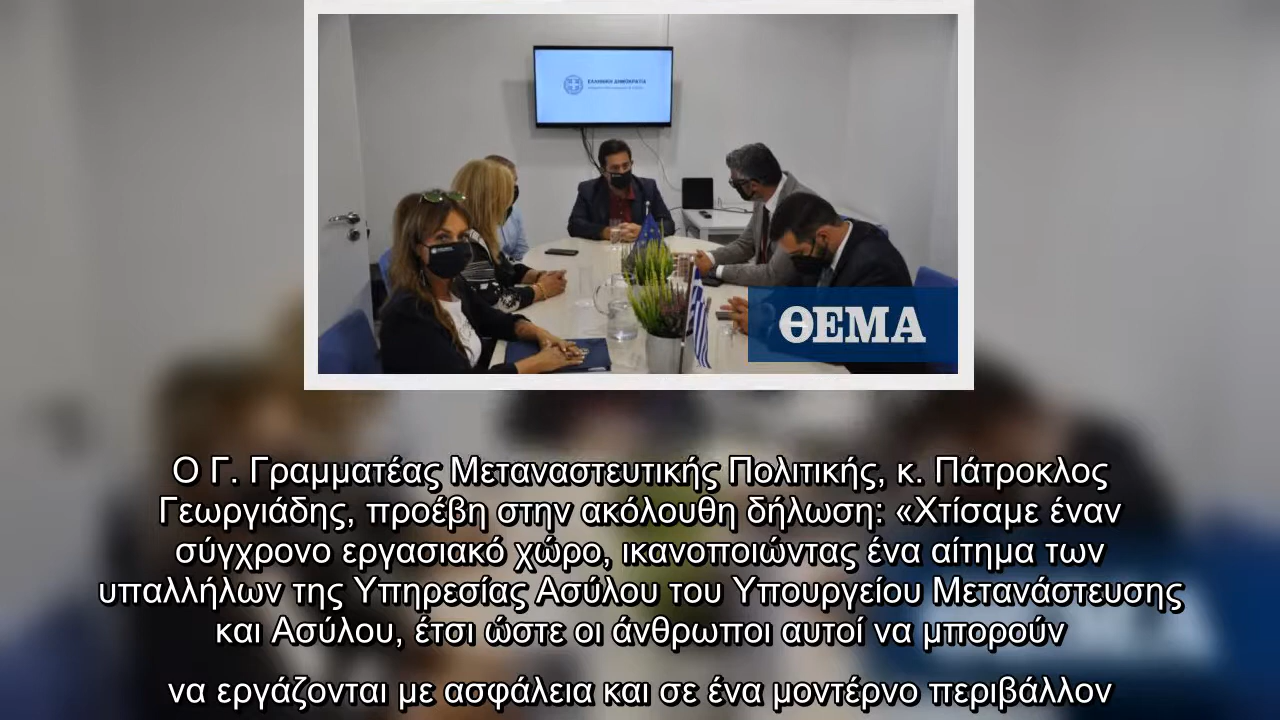 ΕΛΛΗΝΙΚΗ ΔΗΜΟΚΡΑΤΙΑ
ΘΕΜΑ
Ο Γ. Γραμματέας Μεταναστευτικής Πολιτικής, κ. Πάτροκλος
Γεωργιάδης, προέβη στην ακόλουθη δήλωση: «Χτίσαμε έναν
σύγχρονο εργασιακό χώρο, ικανοποιώντας ένα αίτημα των
υπαλλήλων της Υπηρεσίας Ασύλου του Υπουργείου Μετανάστευσης
και Ασύλου, έτσι ώστε οι άνθρωποι αυτοί να μπορούν
να εργάζονται με ασφάλεια και σε ένα μοντέρνο περιβάλλον